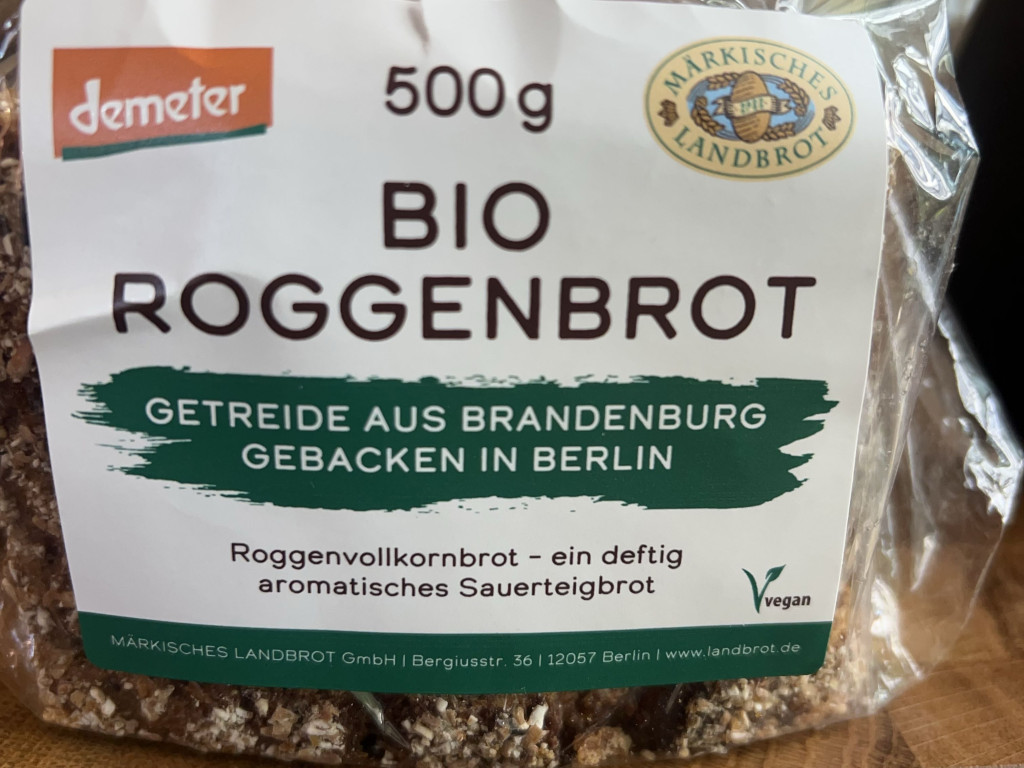 demeter
500 g
MÄRKISCHES
LANDBROT
BIO
ROGGENBROT
GETREIDE AUS BRANDENBURG
GEBACKEN IN BERLIN
Roggenvollkornbrot - ein deftig
aromatisches Sauerteigbrot
vegan
MÄRKISCHES LANDBROT GmbH | Bergiusstr. 36 | 12057 Berlin | www.landbrot.de